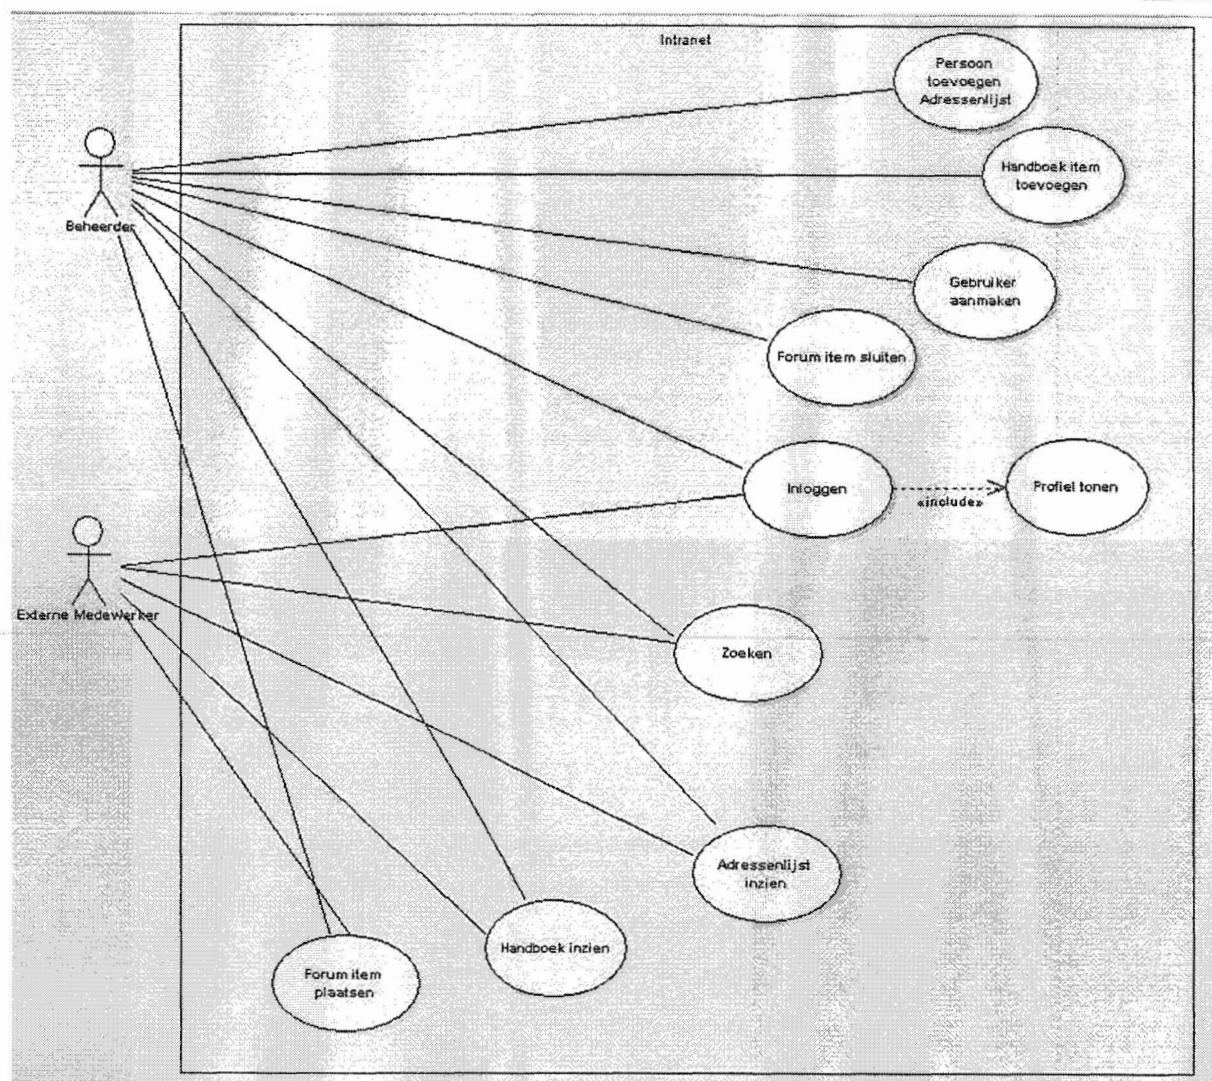 Intranet
Persoon
toevoegen
Adressenlijst
Handboek item
toevoegen
Beheerder
Gebruiker
aanmaken
Forum item sluiten
Inloggen
«include»
Profiel tonen
Externe Medewerker
Zoeken
Adressenlijst
inzien
Handboek inzien
Forum item
plaatsen